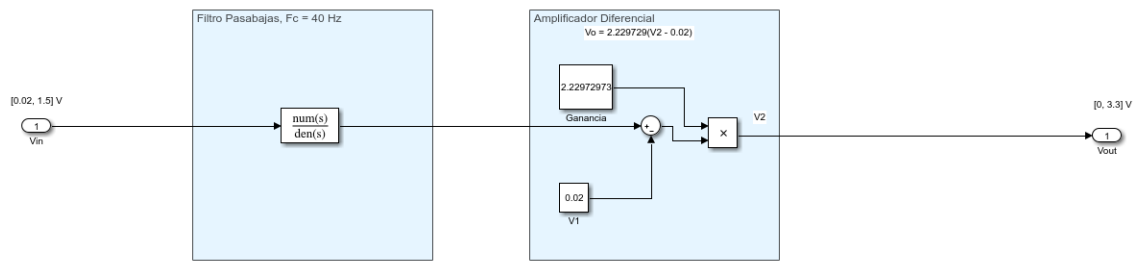 Filtro Pasabajas, Fc = 40 Hz
Amplificador Diferencial
Vo = 2.229729(V2 - 0.02)
[0.02, 1.5] V
1
Vin
num(s)
den(s)
2.22972973
Ganancia
+
-
×
V2
0.02
V1
[0, 3.3] V
1
Vout